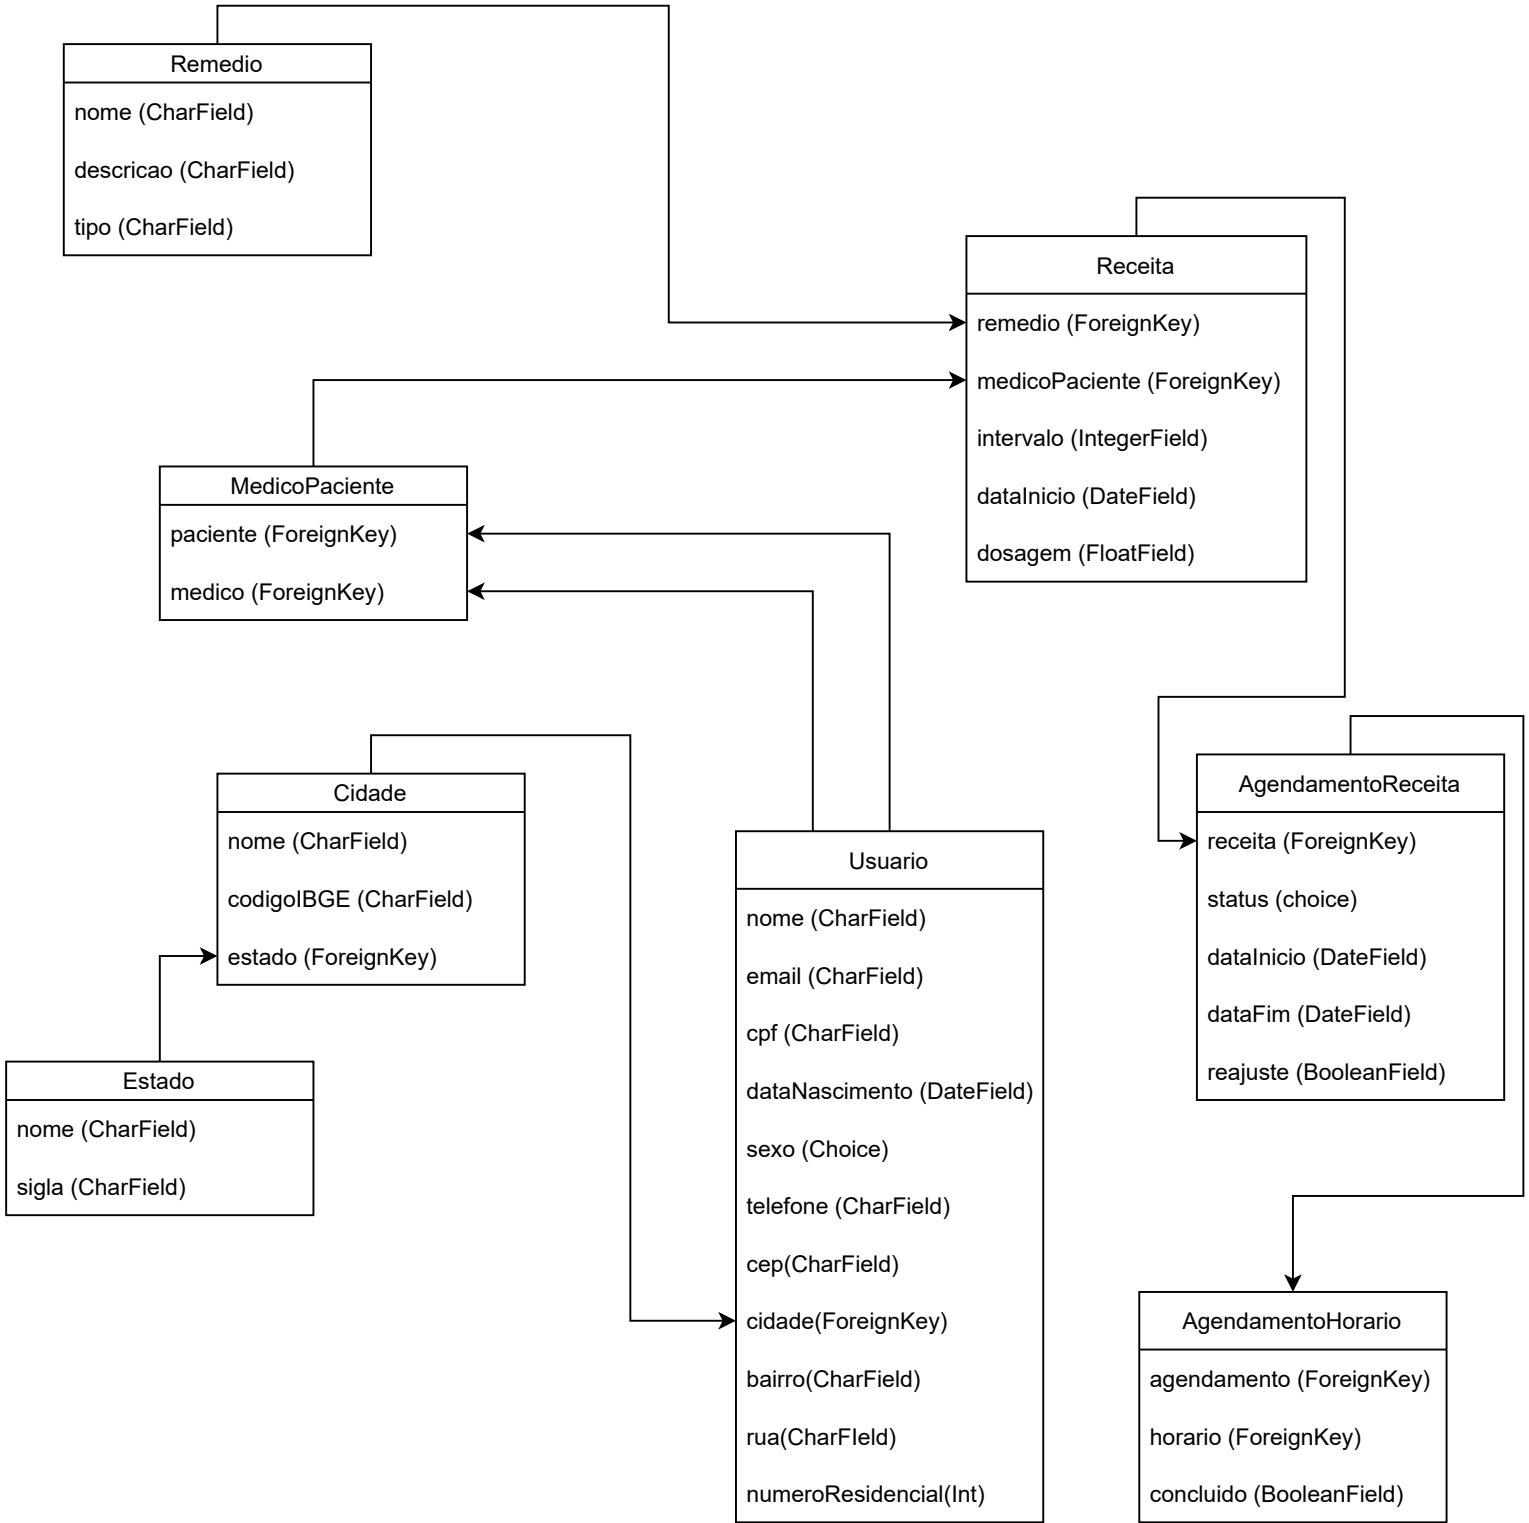 Remedio
nome (CharField)
descricao (CharField)
tipo (CharField)
Receita
remedio (ForeignKey)
medicoPaciente (ForeignKey)
intervalo (IntegerField)
dataInicio (DateField)
dosagem (FloatField)
MedicoPaciente
paciente (ForeignKey)
medico (ForeignKey)
Cidade
nome (CharField)
codigoIBGE (CharField)
estado (ForeignKey)
Estado
nome (CharField)
sigla (CharField)
Usuario
nome (CharField)
email (CharField)
cpf (CharField)
dataNascimento (DateField)
sexo (Choice)
telefone (CharField)
cep(CharField)
cidade(ForeignKey)
bairro(CharField)
rua(CharFIeld)
numeroResidencial(Int)
AgendamentoReceita
receita (ForeignKey)
status (choice)
dataInicio (DateField)
dataFim (DateField)
reajuste (BooleanField)
AgendamentoHorario
agendamento (ForeignKey)
horario (ForeignKey)
concluido (BooleanField)